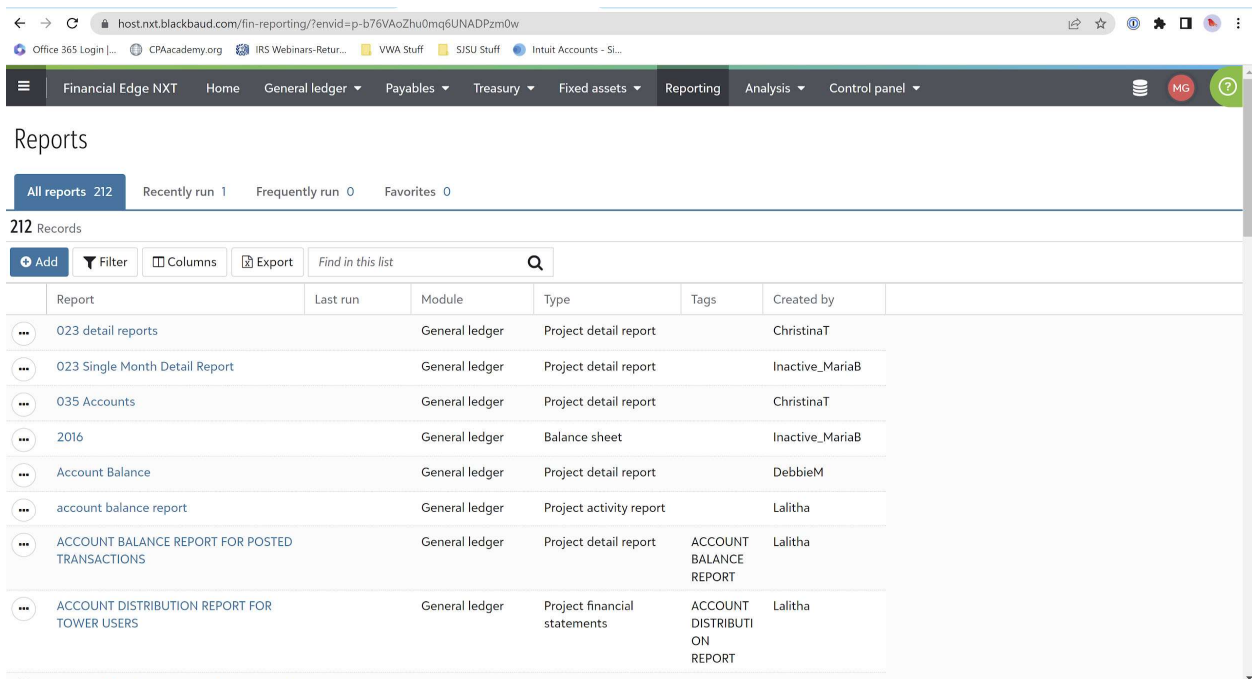 host.nxt.blackbaud.com/fin-reporting/?envid=p-b76VAoZhu0mq6UNADPzm0w
Office 365 Login |... CPAacademy.org IRS Webinars-Retur... VWA Stuff SJSU Stuff Intuit Accounts - Si...
Financial Edge NXT Home General ledger Payables Treasury Fixed assets Reporting Analysis Control panel MG ?
Reports
All reports 212 Recently run 1 Frequently run 0 Favorites 0
212 Records
Add Filter Columns Export Find in this list
Report Last run Module Type Tags Created by
023 detail reports General ledger Project detail report ChristinaT
023 Single Month Detail Report General ledger Project detail report Inactive_MariaB
035 Accounts General ledger Project detail report ChristinaT
2016 General ledger Balance sheet Inactive_MariaB
Account Balance General ledger Project detail report DebbieM
account balance report General ledger Project activity report Lalitha
ACCOUNT BALANCE REPORT FOR POSTED General ledger Project detail report ACCOUNT Lalitha
TRANSACTIONS BALANCE
REPORT
ACCOUNT DISTRIBUTION REPORT FOR General ledger Project financial ACCOUNT Lalitha
TOWER USERS statements DISTRIBUTI
ON
REPORT